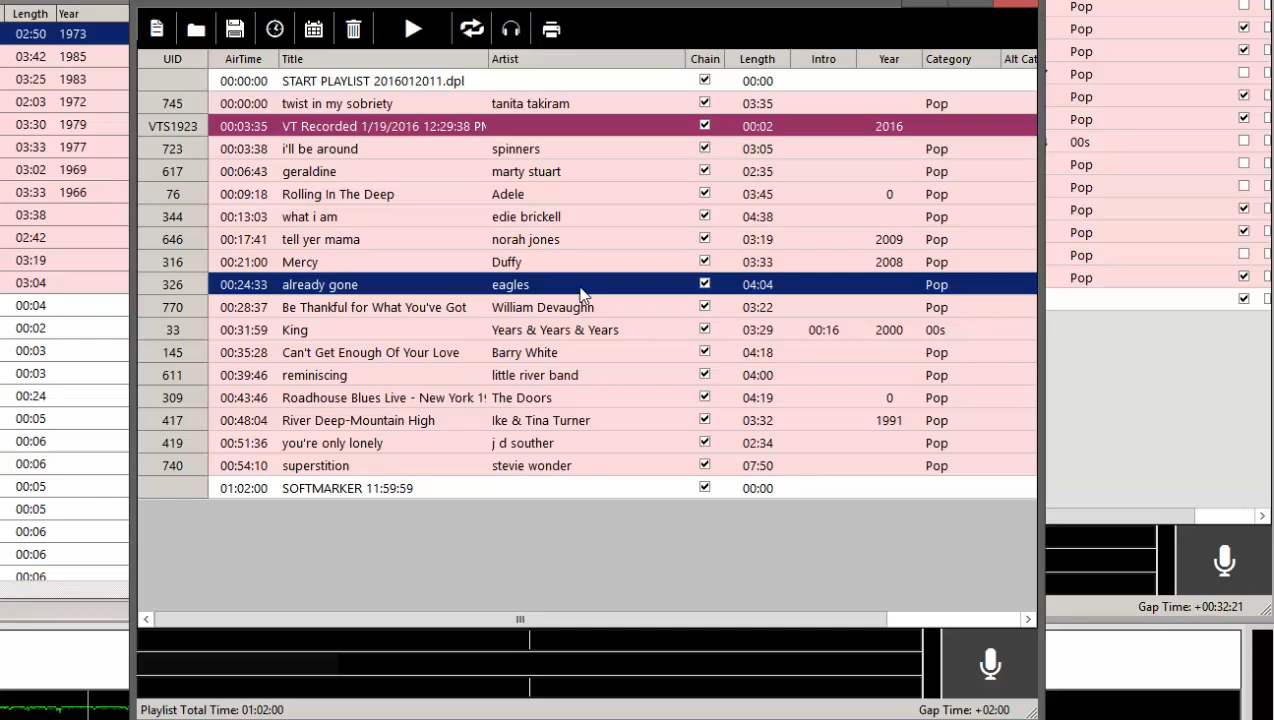 Length Year
02:50 1973
03:42 1985
03:25 1983
02:03 1972
03:30 1979
03:33 1977
03:02 1969
03:33 1966
03:38
02:42
03:19
03:04
00:04
00:02
00:03
00:03
00:24
00:05
00:06
00:06
00:05
00:05
00:06
00:06
00:06
UID AirTime Title Artist Chain Length Intro Year Category Alt Cat
00:00:00 START PLAYLIST 2016012011.dpl 00:00
745 00:00:00 twist in my sobriety tanita takiram 03:35 Pop
VTS1923 00:03:35 VT Recorded 1/19/2016 12:29:38 PM 00:02 2016
723 00:03:38 i'll be around spinners 03:05 Pop
617 00:06:43 geraldine marty stuart 02:35 Pop
76 00:09:18 Rolling In The Deep Adele 03:45 0 Pop
344 00:13:03 what i am edie brickell 04:38 Pop
646 00:17:41 tell yer mama norah jones 03:19 2009 Pop
316 00:21:00 Mercy Duffy 03:33 2008 Pop
326 00:24:33 already gone eagles 04:04 Pop
770 00:28:37 Be Thankful for What You've Got William Devaughn 03:22 Pop
33 00:31:59 King Years & Years & Years 03:29 00:16 2000 00s
145 00:35:28 Can't Get Enough Of Your Love Barry White 04:18 Pop
611 00:39:46 reminiscing little river band 04:00 Pop
309 00:43:46 Roadhouse Blues Live - New York 19 The Doors 04:19 0 Pop
417 00:48:04 River Deep-Mountain High Ike & Tina Turner 03:32 1991 Pop
419 00:51:36 you're only lonely j d souther 02:34 Pop
740 00:54:10 superstition stevie wonder 07:50 Pop
01:02:00 SOFTMARKER 11:59:59 00:00
Playlist Total Time: 01:02:00 Gap Time: +02:00
Pop
Pop
Pop
Pop
Pop
Pop
00s
Pop
Pop
Pop
Pop
Pop
Pop
Gap Time: +00:32:21